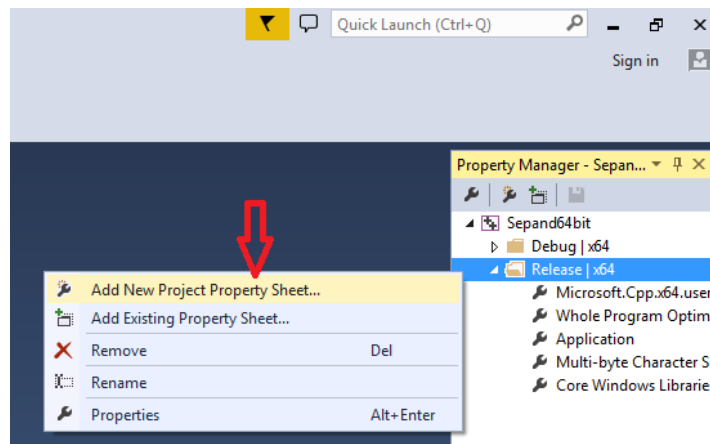 Quick Launch (Ctrl+Q)
Sign in
Property Manager - Sepan...
Sepand64bit
Debug | x64
Release | x64
Microsoft.Cpp.x64.user
Whole Program Optim
Application
Multi-byte Character S
Core Windows Librarie
Add New Project Property Sheet...
Add Existing Property Sheet...
Remove Del
Rename
Properties Alt+Enter